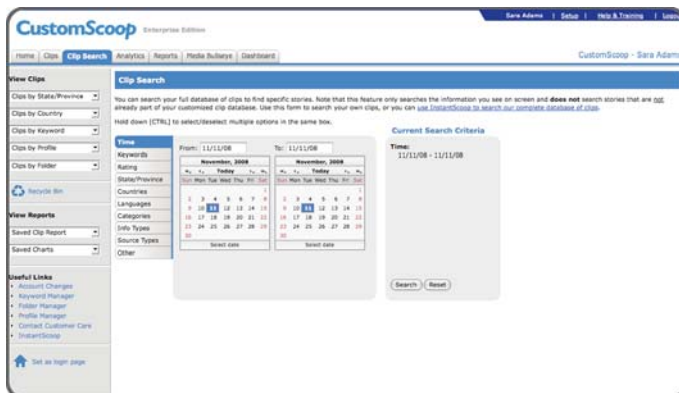 Sara Adams | Setup | Help & Training | Logout
CustomScoop Enterprise Edition
Home | Clips | Clip Search | Analytics | Reports | Media Bullseye | Dashboard
CustomScoop - Sara Adams
View Clips
Clips by State/Province
Clips by Country
Clips by Keyword
Clips by Profile
Clips by Folder
Recycle Bin
View Reports
Saved Clip Report
Saved Charts
Useful Links
Account Changes
Keyword Manager
Folder Manager
Profile Manager
Contact Customer Care
InstantScoop
Set as login page
Clip Search
You can search your full database of clips to find specific stories. Note that this feature only searches the information you see on screen and does not search stories that are not
already part of your customized clip database. Use this form to search your own clips, or you can use InstantScoop to search our complete database of clips.
Hold down [CTRL] to select/deselect multiple options in the same box.
Time
Keywords
Rating
State/Province
Countries
Languages
Categories
Info Types
Source Types
Other
From: 11/11/08
November, 2008
« ‹ Today › »
Sun Mon Tue Wed Thu Fri Sat
1
2 3 4 5 6 7 8
9 10 11 12 13 14 15
16 17 18 19 20 21 22
23 24 25 26 27 28 29
30
Select date
To: 11/11/08
November, 2008
« ‹ Today › »
Sun Mon Tue Wed Thu Fri Sat
1
2 3 4 5 6 7 8
9 10 11 12 13 14 15
16 17 18 19 20 21 22
23 24 25 26 27 28 29
30
Select date
Current Search Criteria
Time:
11/11/08 - 11/11/08
Search Reset